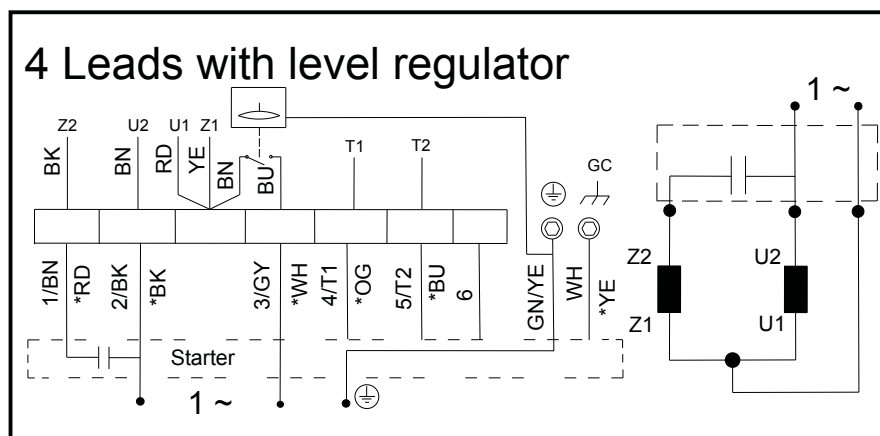 4 Leads with level regulator
1 ~
Z2
U2
U1
Z1
T1
T2
GC
BK
BN
RD
YE
BN
BU
1/BN
*RD
2/BK
*BK
3/GY
*WH
4/T1
*OG
5/T2
*BU
6
GN/YE
WH
*YE
Z2
U2
Z1
U1
Starter
1 ~